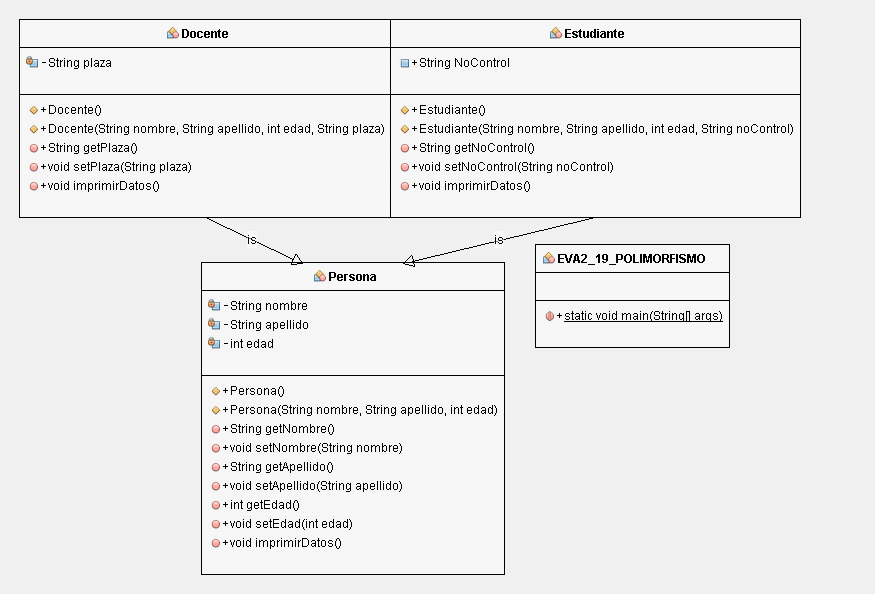 Docente
- String plaza
+ Docente()
+ Docente(String nombre, String apellido, int edad, String plaza)
+ String getPlaza()
+ void setPlaza(String plaza)
+ void imprimirDatos()
Estudiante
+ String NoControl
+ Estudiante()
+ Estudiante(String nombre, String apellido, int edad, String noControl)
+ String getNoControl()
+ void setNoControl(String noControl)
+ void imprimirDatos()
is
is
Persona
- String nombre
- String apellido
- int edad
+ Persona()
+ Persona(String nombre, String apellido, int edad)
+ String getNombre()
+ void setNombre(String nombre)
+ String getApellido()
+ void setApellido(String apellido)
+ int getEdad()
+ void setEdad(int edad)
+ void imprimirDatos()
EVA2_19_POLIMORFISMO
+ static void main(String[] args)